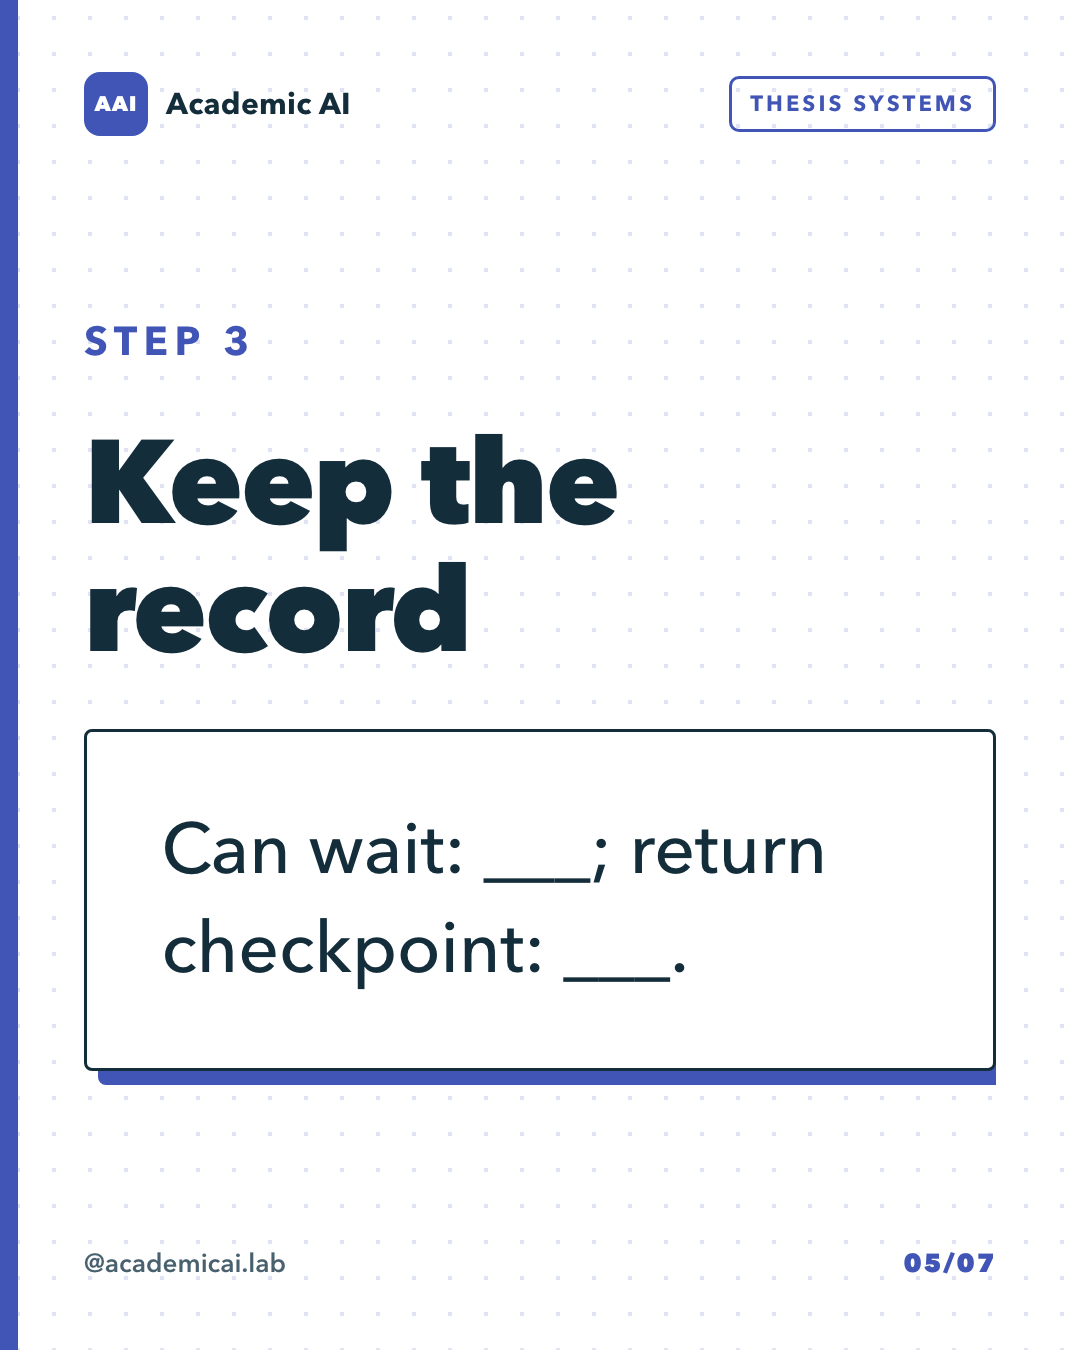 AAI Academic AI
THESIS SYSTEMS
STEP 3
Keep the
record
Can wait: ___; return
checkpoint: ___.
@academicai.lab
05/07